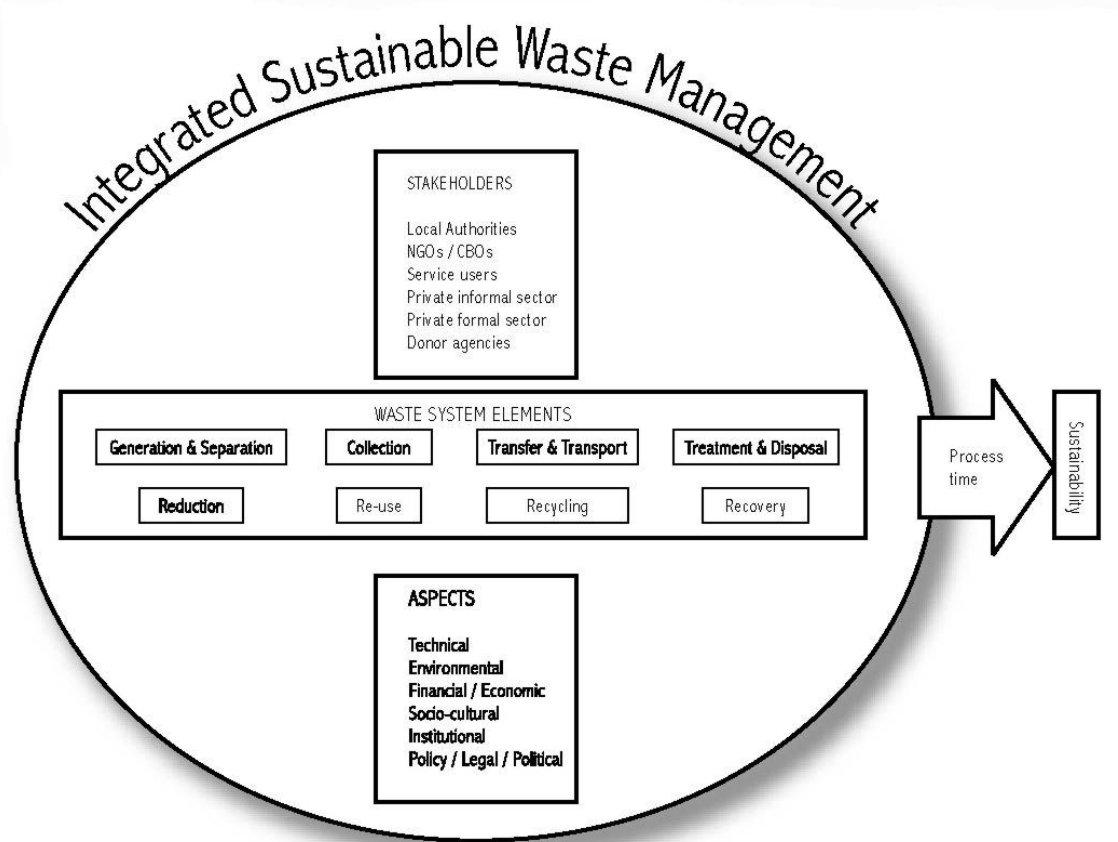 Integrated Sustainable Waste Management
STAKEHOLDERS
Local Authorities
NGOs / CBOs
Service users
Private informal sector
Private formal sector
Donor agencies
WASTE SYSTEM ELEMENTS
Generation & Separation
Collection
Transfer & Transport
Treatment & Disposal
Reduction
Re-use
Recycling
Recovery
Process
time
Sustainability
ASPECTS
Technical
Environmental
Financial / Economic
Socio-cultural
Institutional
Policy / Legal / Political